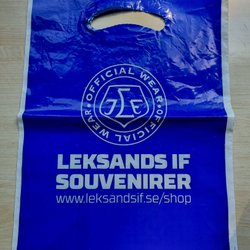 OFFICIAL WEAR • OFFICIAL WEAR •
LEKSANDS IF
SOUVENIRER
www.leksandsif.se/shop